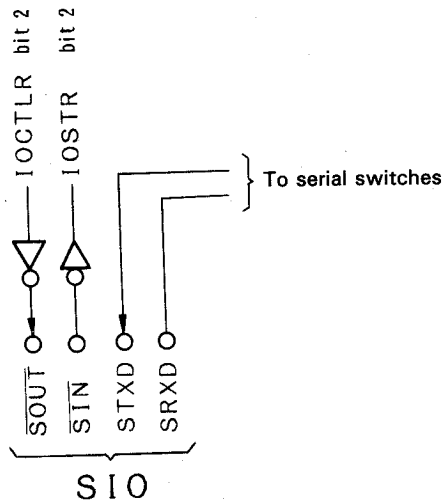 IOCTLR bit 2
IOSTR bit 2
To serial switches
SOUT
SIN
STXD
SRXD
SIO